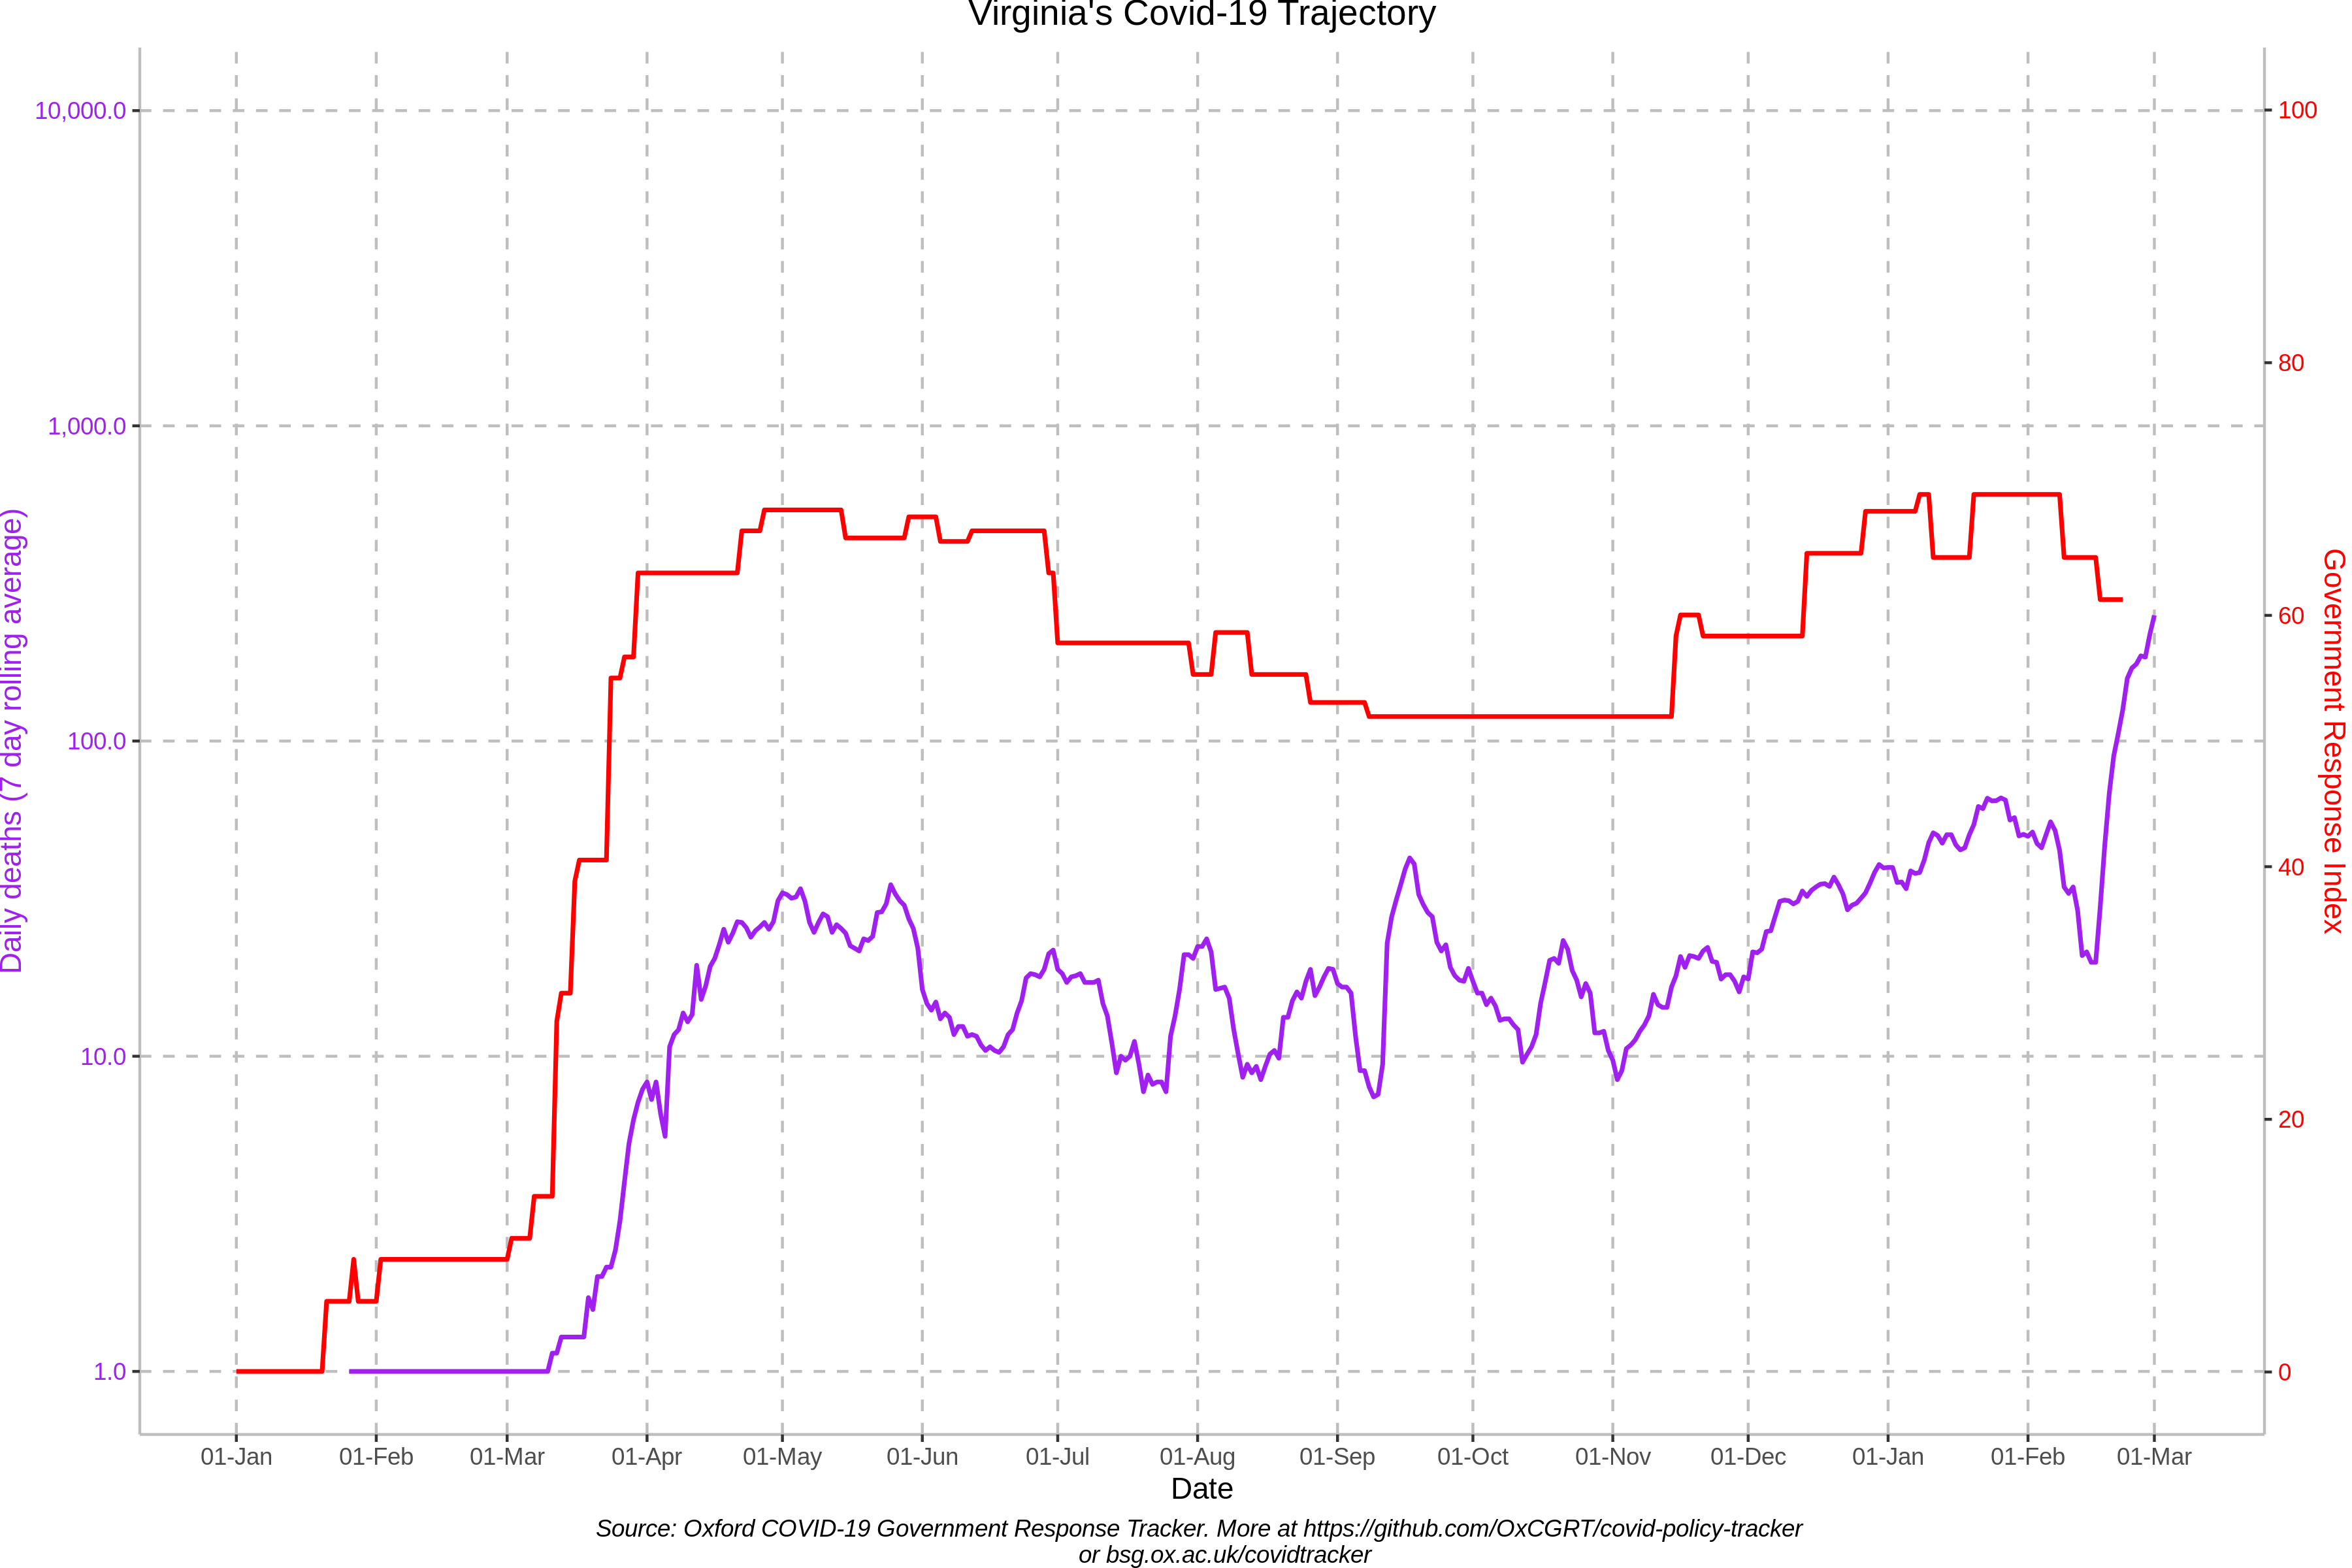 Virginia's Covid-19 Trajectory
10,000.0
1,000.0
100.0
10.0
1.0
Daily deaths (7 day rolling average)
100
80
60
40
20
0
Government Response Index
01-Jan 01-Feb 01-Mar 01-Apr 01-May 01-Jun 01-Jul 01-Aug 01-Sep 01-Oct 01-Nov 01-Dec 01-Jan 01-Feb 01-Mar
Date
Source: Oxford COVID-19 Government Response Tracker. More at https://github.com/OxCGRT/covid-policy-tracker
or bsg.ox.ac.uk/covidtracker